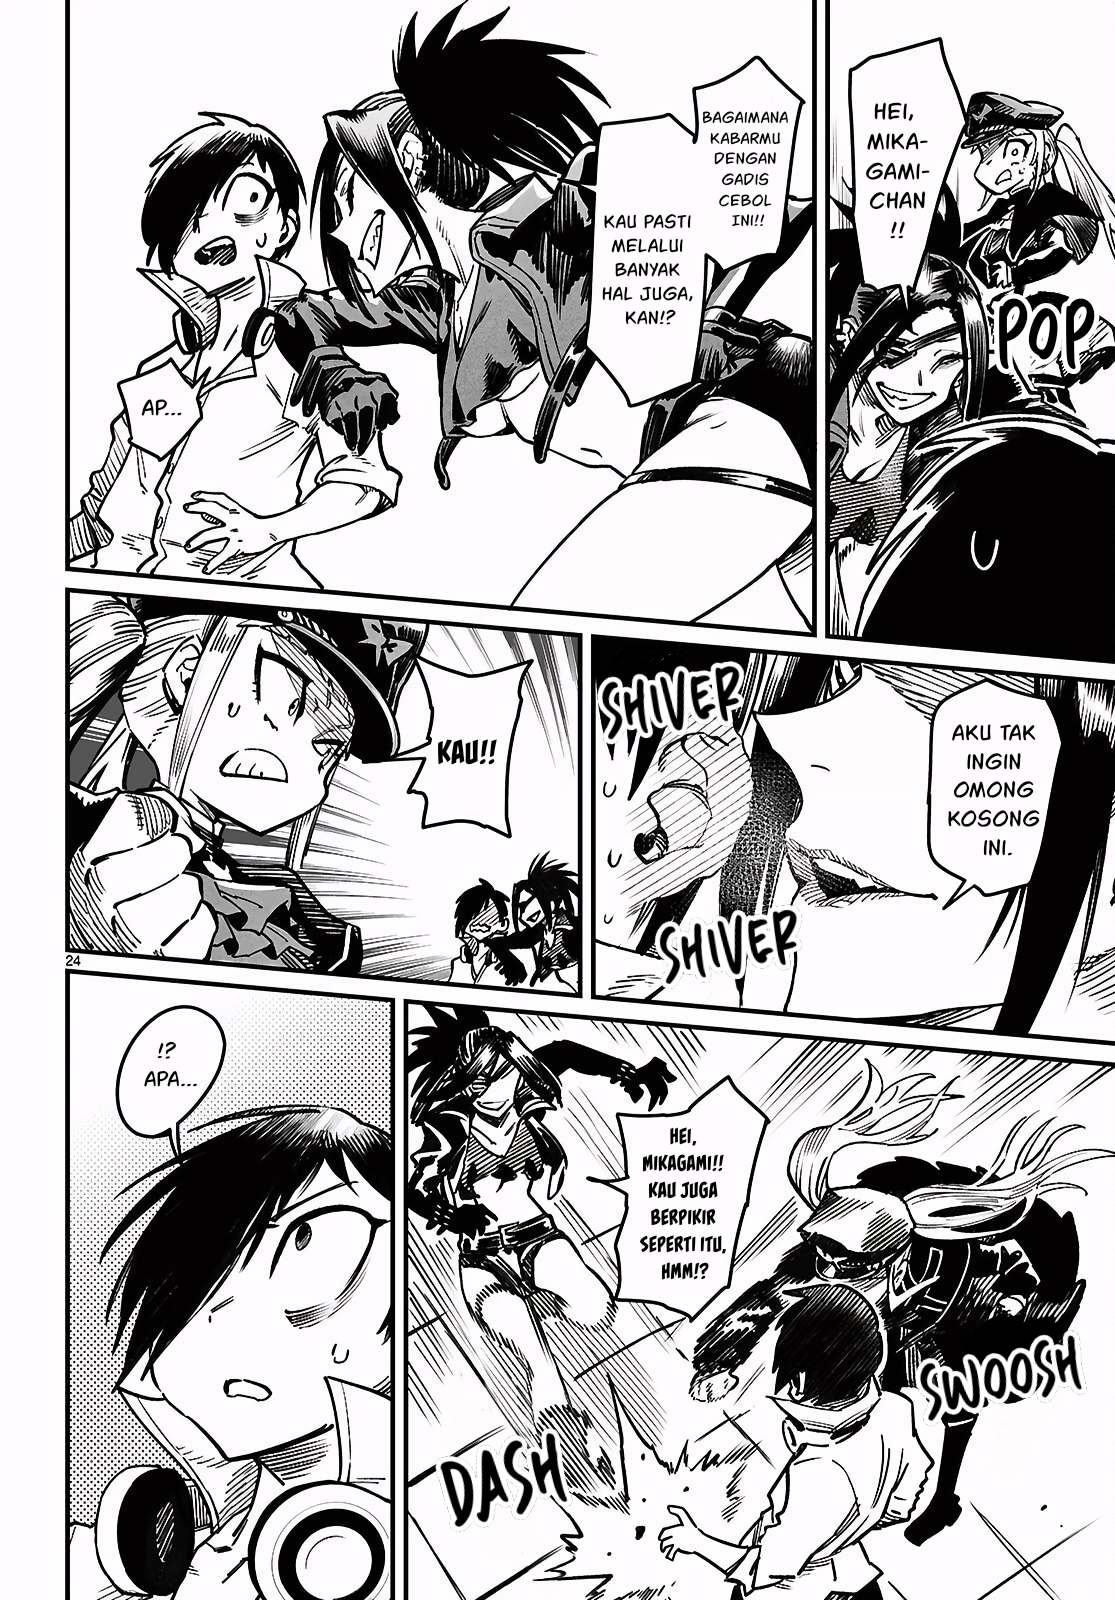 HEI,
MIKA-
GAMI-
CHAN
!!
POP
BAGAIMANA
KABARMU
DENGAN
GADIS
CEBOL
INI!!
KAU PASTI
MELALUI
BANYAK
HAL JUGA,
KAN!?
AP...
AKU TAK
INGIN
OMONG
KOSONG
INI.
SHIVER
SHIVER
KAU!!
24
HEI,
MIKAGAMI!!
KAU JUGA
BERPIKIR
SEPERTI ITU,
HMM!?
SWOOSH
DASH
!?
APA...